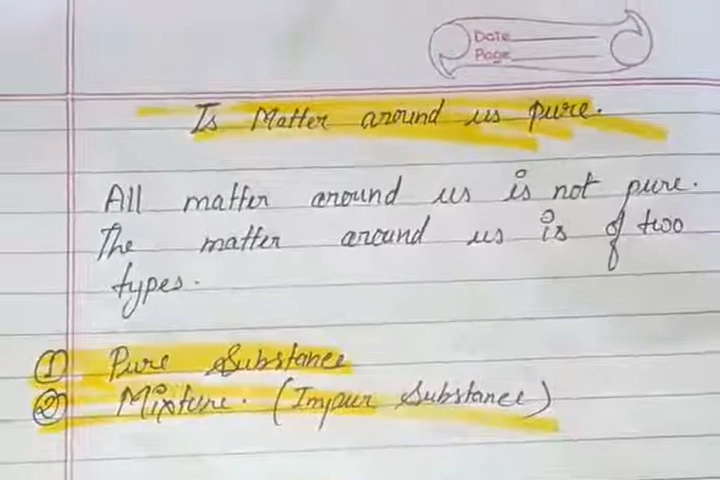 Date
Page
Is Matter around us pure.
All matter around us is not pure.
The matter around us is of two
types.
① Pure Substance
② Mixture. (Impur Substance)